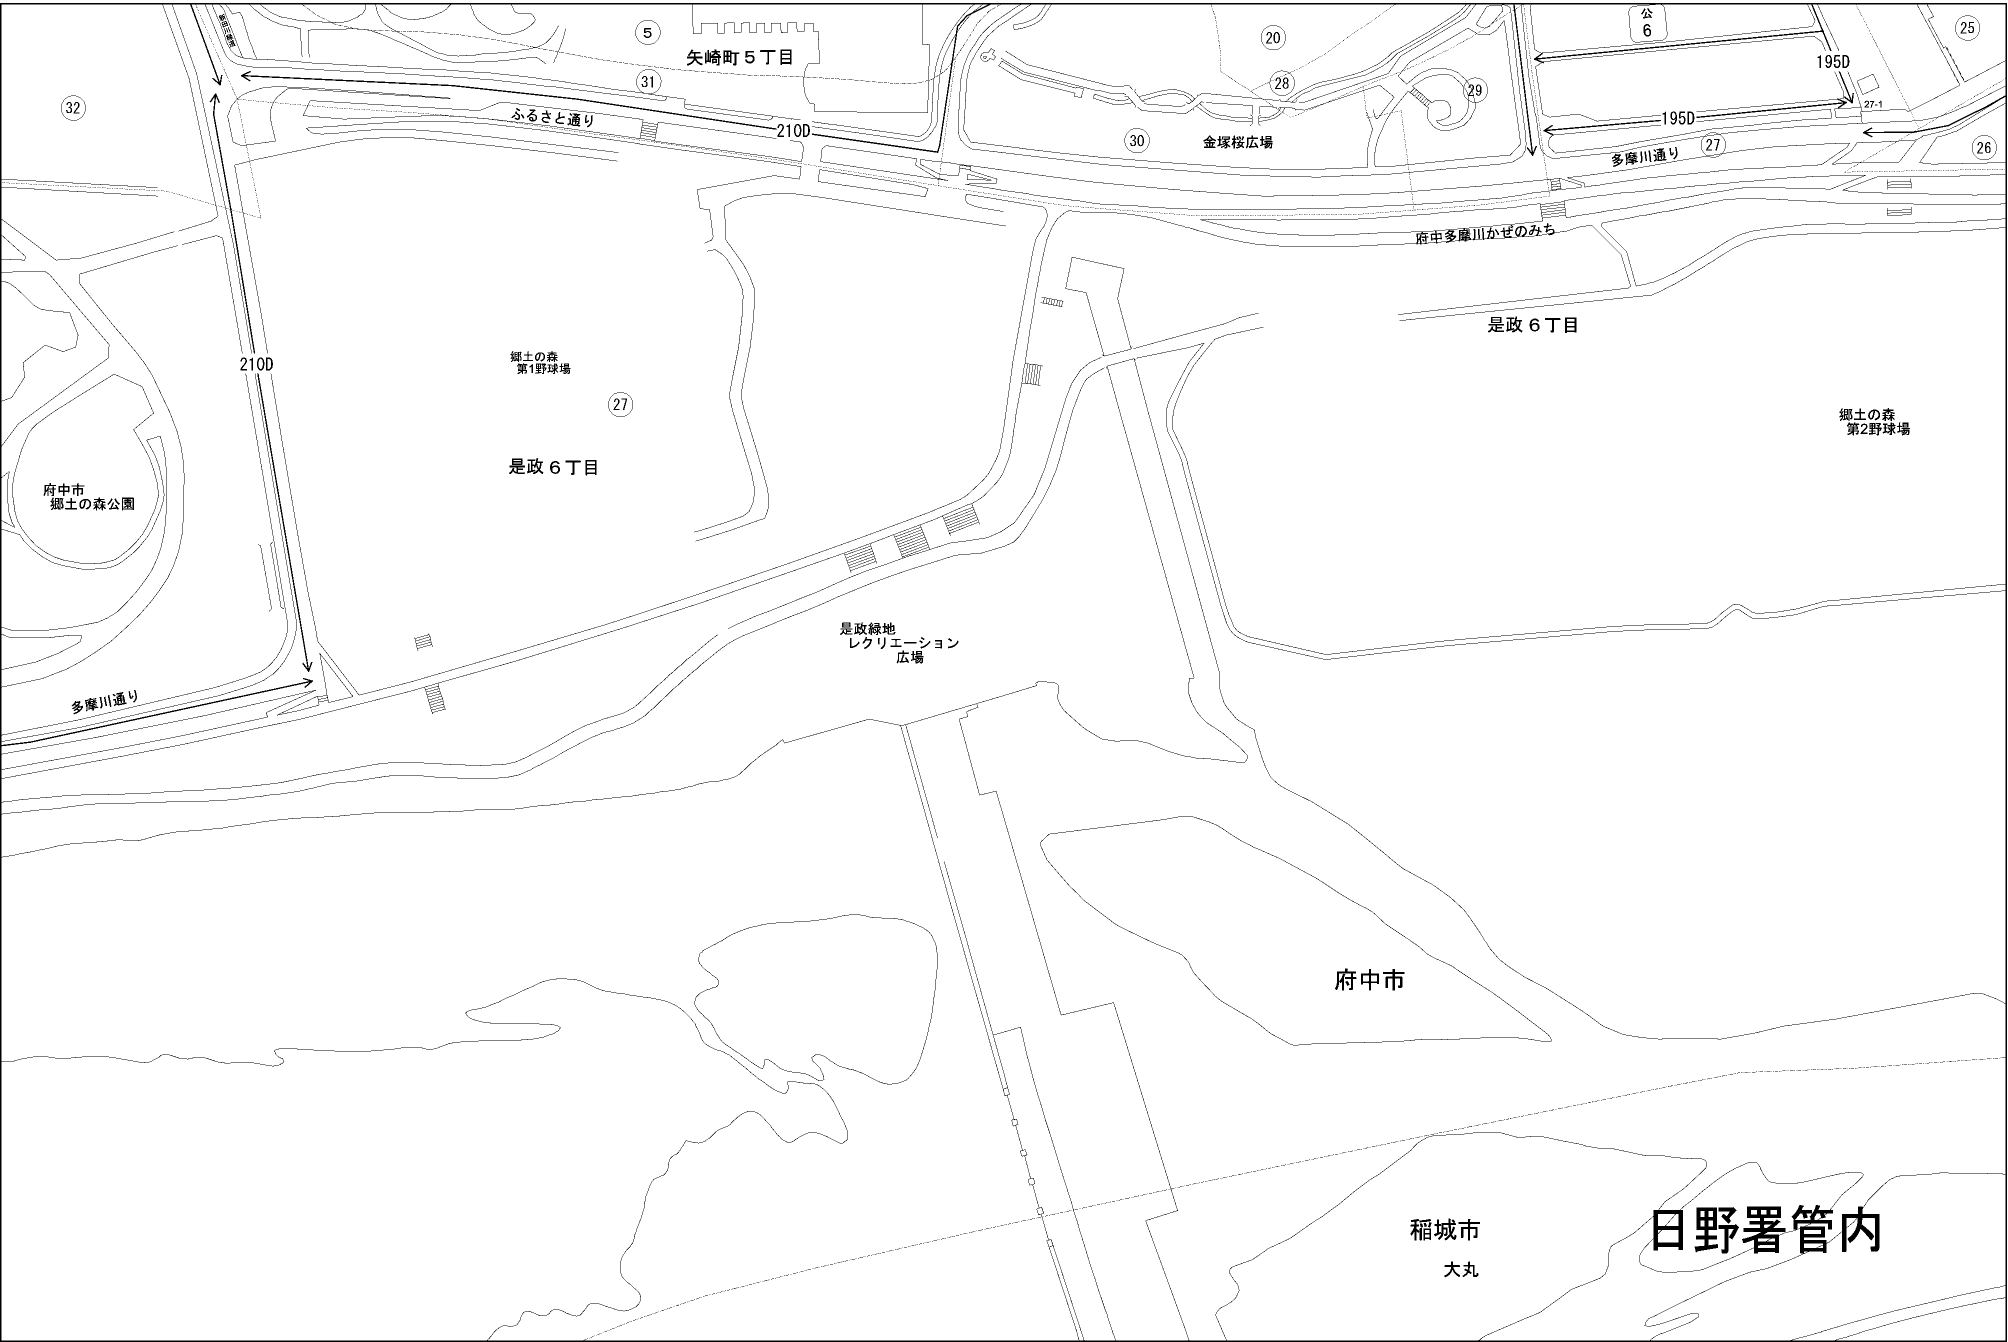 5
矢崎町５丁目
31
32
ふるさと通り
210D
20
28
29
30
金塚桜広場
公
6
195D
25
27-1
195D
多摩川通り
27
26
府中多摩川かぜのみち
是政６丁目
210D
郷土の森
第1野球場
27
是政６丁目
郷土の森
第2野球場
府中市
郷土の森公園
是政緑地
レクリエーション
広場
多摩川通り
府中市
稲城市
大丸
日野署管内